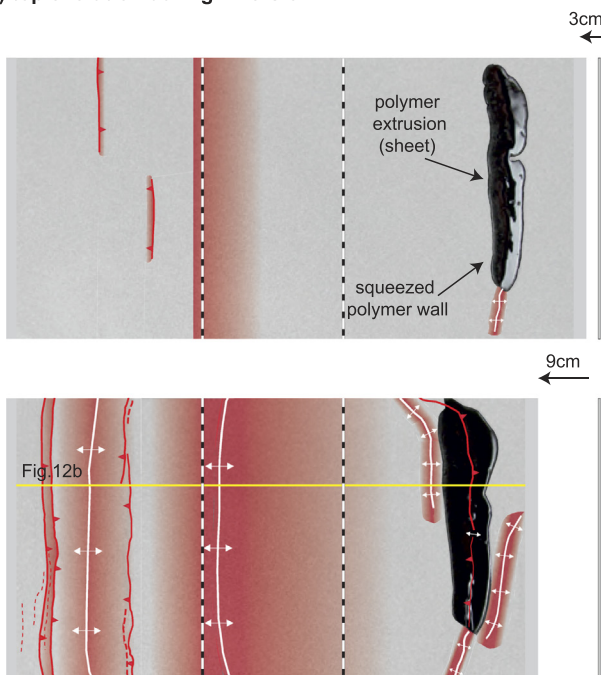 3cm
polymer
extrusion
(sheet)
squeezed
polymer wall
9cm
Fig.12b